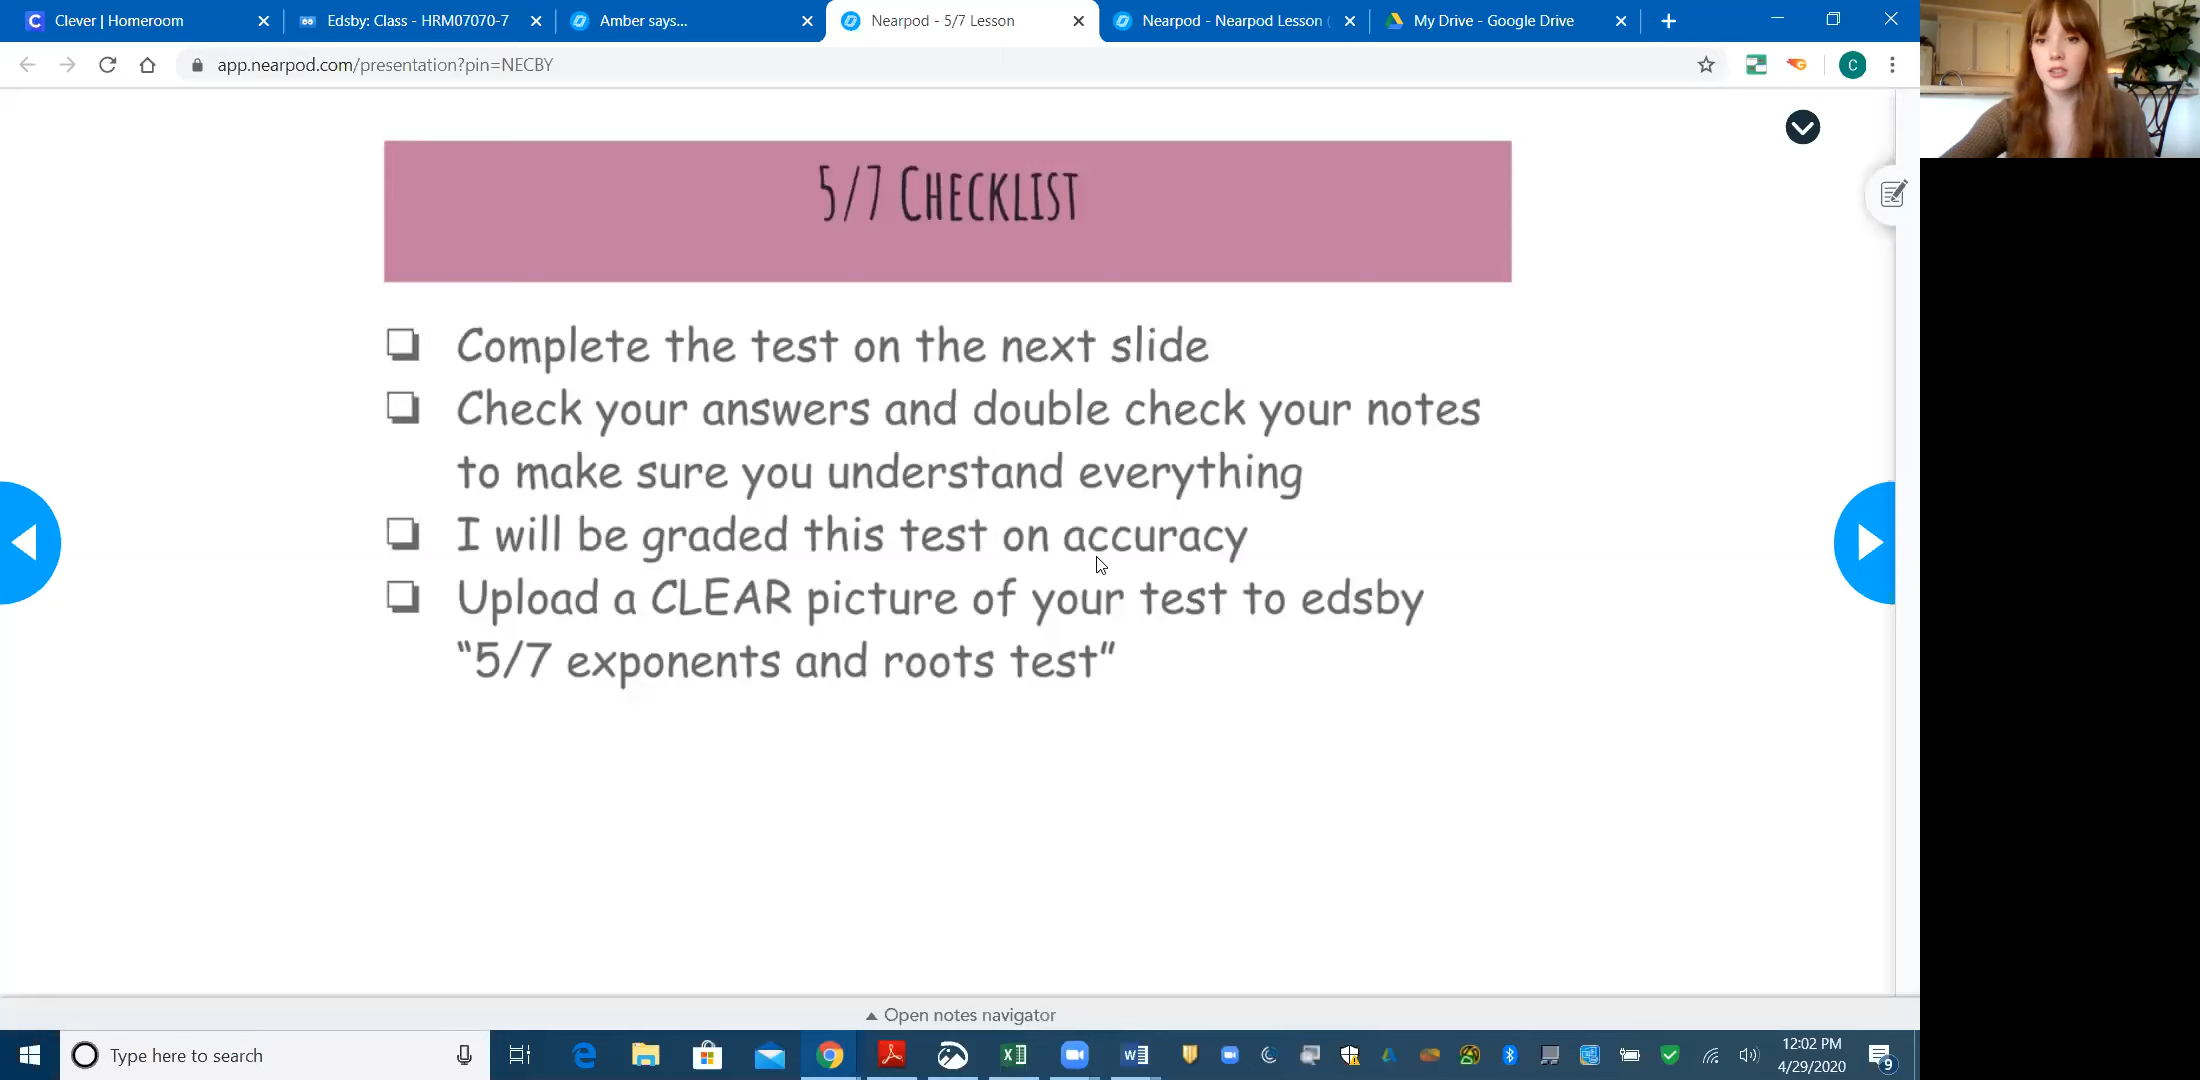 Clever | Homeroom
Edsby: Class - HRM07070-7
Amber says...
Nearpod - 5/7 Lesson
Nearpod - Nearpod Lesson (
My Drive - Google Drive
app.nearpod.com/presentation?pin=NECBY
C
5/7 Checklist
Complete the test on the next slide
Check your answers and double check your notes
to make sure you understand everything
I will be graded this test on accuracy
Upload a CLEAR picture of your test to edsby
“5/7 exponents and roots test”
Open notes navigator
Type here to search
12:02 PM
4/29/2020
9